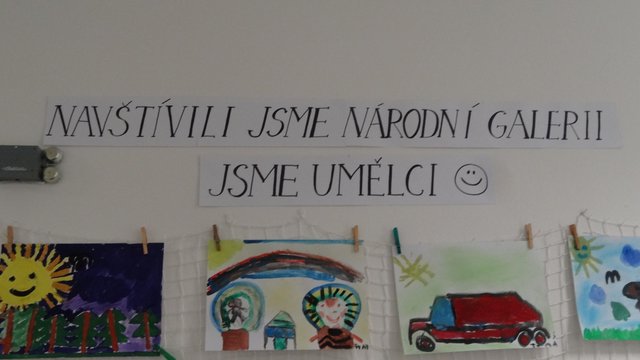 NAVŠTÍVILI JSME NÁRODNÍ GALERII
JSME UMĚLCI